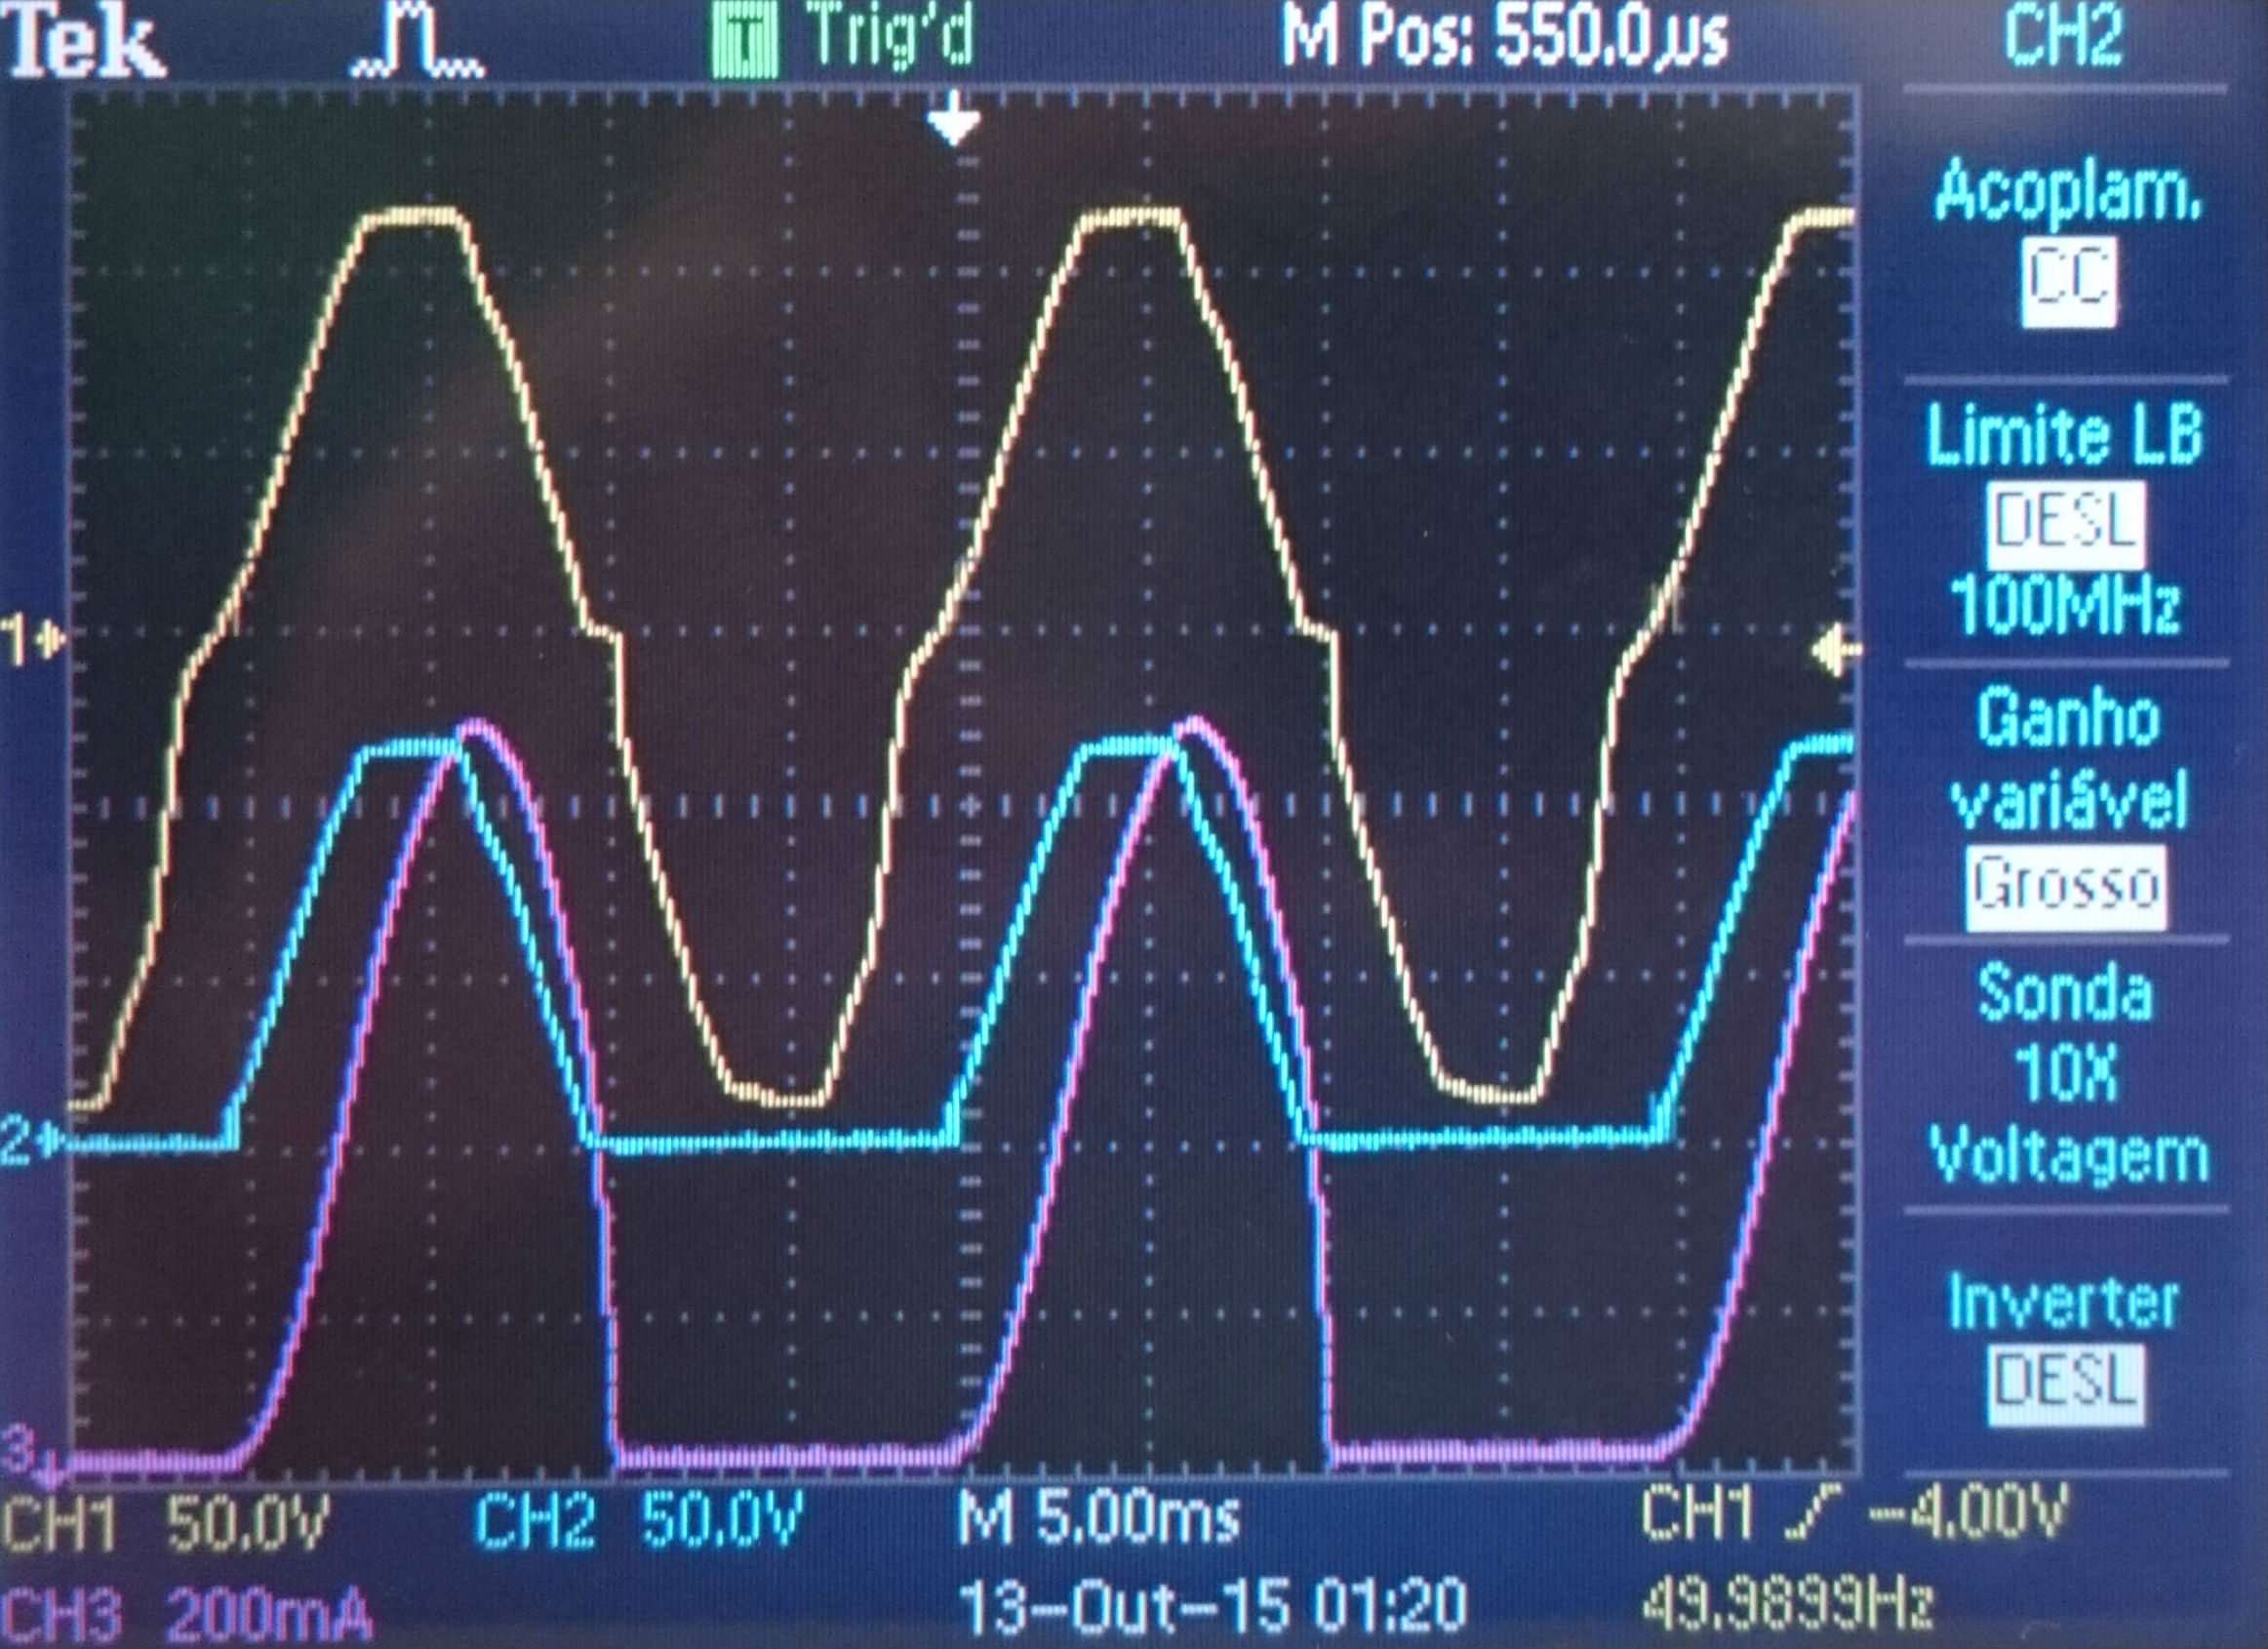 Tek T Trig'd M Pos: 550.0µs CH2
Acoplam.
CC
Limite LB
DESL
100MHz
Ganho
variável
Grosso
Sonda
10X
Voltagem
Inverter
DESL
1
2
3
CH1 50.0V CH2 50.0V M 5.00ms CH1 -4.00V
CH3 200mA 13-Out-15 01:20 49.9899Hz